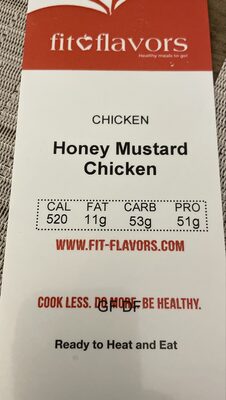 fit flavors
Healthy meals to go!
CHICKEN
Honey Mustard
Chicken
CAL FAT CARB PRO
520 11g 53g 51g
WWW.FIT-FLAVORS.COM
COOK LESS. DO MORE. BE HEALTHY.
GF DF
Ready to Heat and Eat